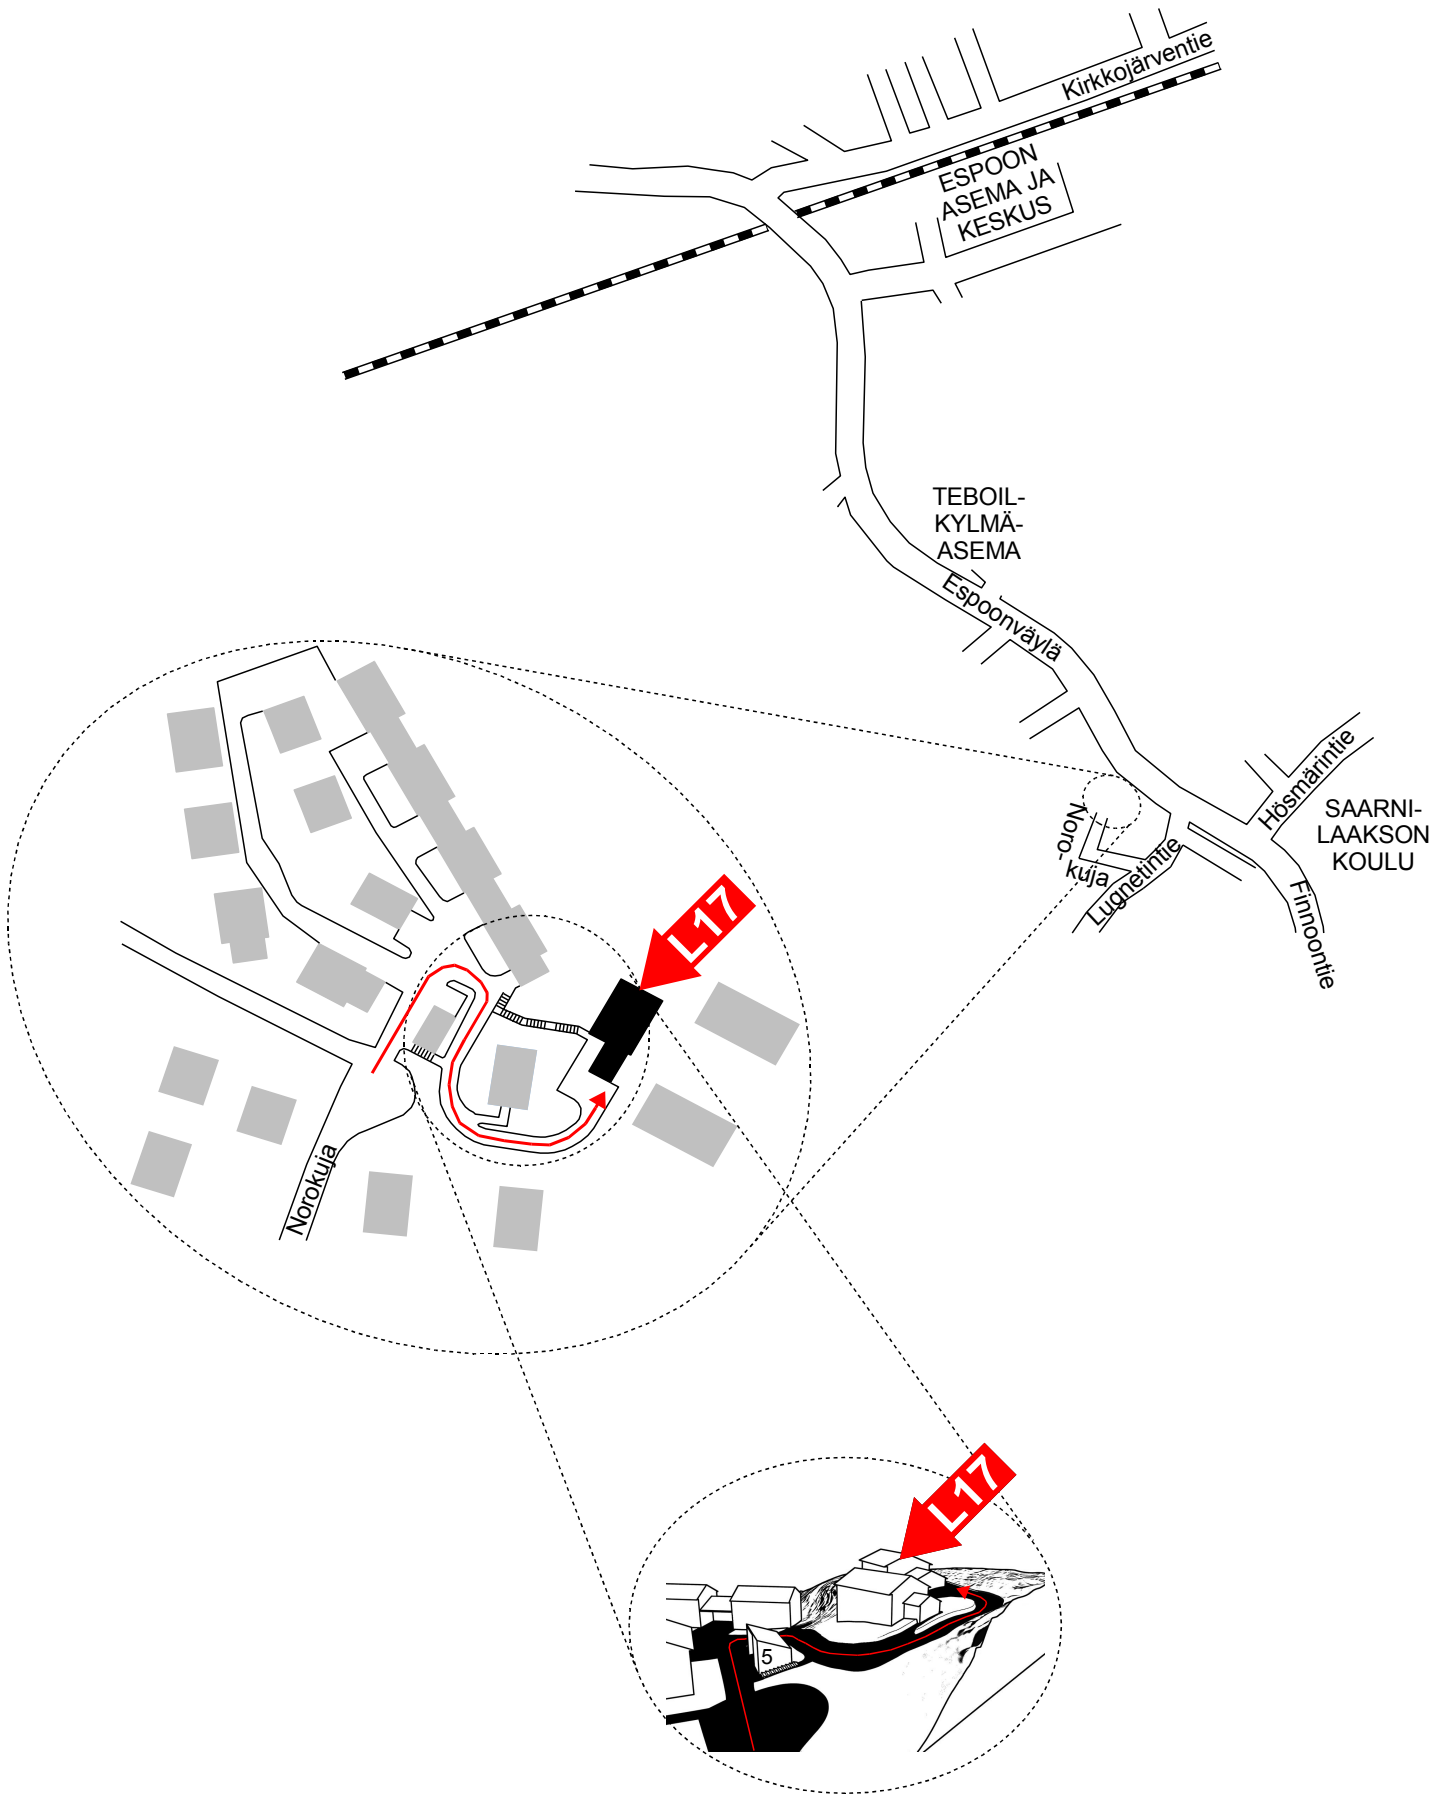 Kirkkojärventie
ESPOON
ASEMA JA
KESKUS
TEBOIL-
KYLMÄ-
ASEMA
Espoonväylä
Hösmärintie
SAARNI-
LAAKSON
KOULU
Noro-
kuja
Lugnetintie
Finnoontie
L17
Norokuja
L17
5